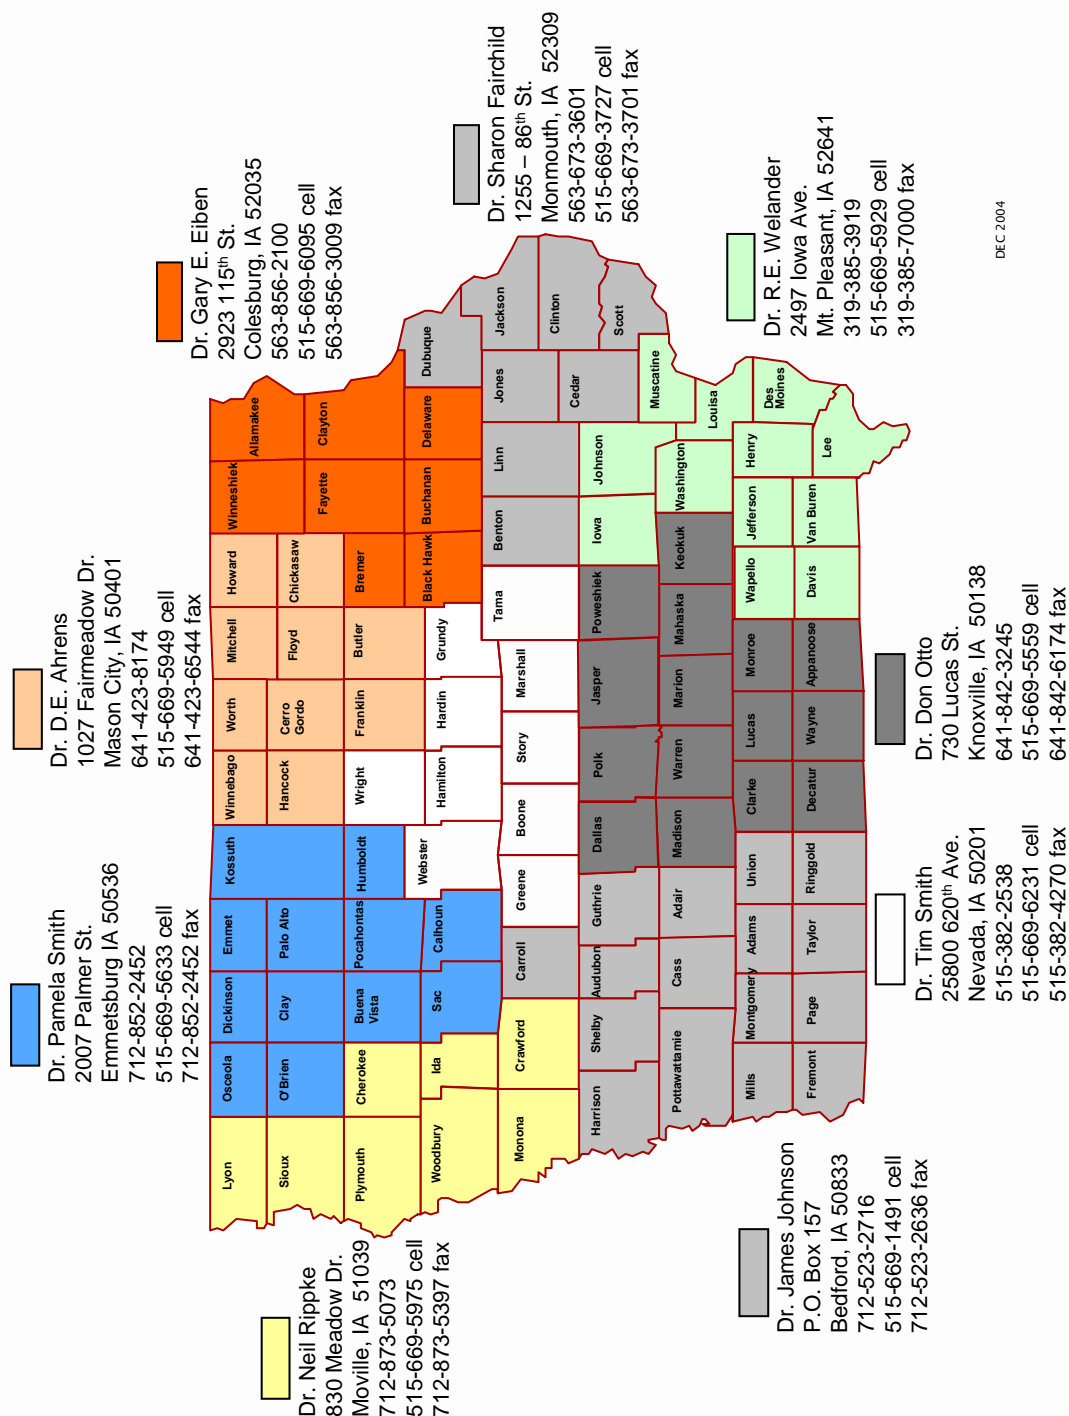 Dr. Pamela Smith
2007 Palmer St.
Emmetsburg IA 50536
712-852-2452
515-669-5633 cell
712-852-2452 fax
Dr. D.E. Ahrens
1027 Fairmeadow Dr.
Mason City, IA 50401
641-423-8174
515-669-5949 cell
641-423-6544 fax
Dr. Gary E. Eiben
2923 115th St.
Colesburg, IA 52035
563-856-2100
515-669-6095 cell
563-856-3009 fax
Dr. Neil Rippke
830 Meadow Dr.
Moville, IA 51039
712-873-5073
515-669-5975 cell
712-873-5397 fax
Dr. Sharon Fairchild
1255 – 86th St.
Monmouth, IA 52309
563-673-3601
515-669-3727 cell
563-673-3701 fax
Lyon
Osceola
Dickinson
Emmet
Kossuth
Winnebago
Worth
Mitchell
Howard
Winneshiek
Allamakee
Sioux
O'Brien
Clay
Palo Alto
Hancock
Cerro
Gordo
Floyd
Chickasaw
Fayette
Clayton
Plymouth
Cherokee
Buena
Vista
Pocahontas
Humboldt
Wright
Franklin
Butler
Bremer
Woodbury
Ida
Sac
Calhoun
Webster
Hamilton
Hardin
Grundy
Black Hawk
Buchanan
Delaware
Dubuque
Monona
Crawford
Carroll
Greene
Boone
Story
Marshall
Tama
Benton
Linn
Jones
Jackson
Clinton
Harrison
Shelby
Audubon
Guthrie
Dallas
Polk
Jasper
Poweshiek
Iowa
Johnson
Cedar
Scott
Muscatine
Pottawattamie
Cass
Adair
Madison
Warren
Marion
Mahaska
Keokuk
Washington
Louisa
Mills
Montgomery
Adams
Union
Clarke
Lucas
Monroe
Wapello
Jefferson
Henry
Des
Moines
Fremont
Page
Taylor
Ringgold
Decatur
Wayne
Appanoose
Davis
Van Buren
Lee
Dr. James Johnson
P.O. Box 157
Bedford, IA 50833
712-523-2716
515-669-1491 cell
712-523-2636 fax
Dr. Tim Smith
25800 620th Ave.
Nevada, IA 50201
515-382-2538
515-669-6231 cell
515-382-4270 fax
Dr. Don Otto
730 Lucas St.
Knoxville, IA 50138
641-842-3245
515-669-5559 cell
641-842-6174 fax
Dr. R.E. Welander
2497 Iowa Ave.
Mt. Pleasant, IA 52641
319-385-3919
515-669-5929 cell
319-385-7000 fax
DEC 2004